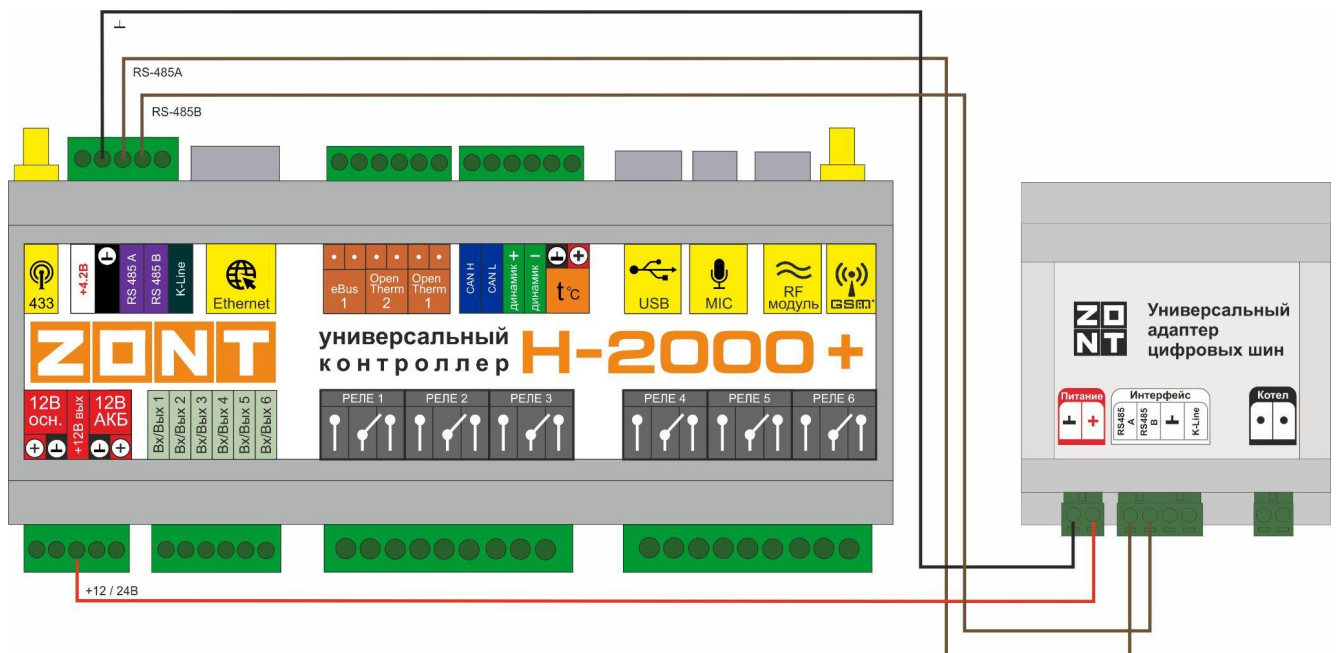 ⊥
RS-485A
RS-485B
433
+4.2В
RS 485 A
RS 485 B
K-Line
Ethernet
eBus
1
Open
Therm
2
Open
Therm
1
CAN H
CAN L
динамик +
динамик −
t°c
USB
MIC
RF
модуль
GSM
ZONT
универсальный
контроллер
H-2000+
12В
осн.
+12В вых
12В
АКБ
Вх/Вых 1
Вх/Вых 2
Вх/Вых 3
Вх/Вых 4
Вх/Вых 5
Вх/Вых 6
РЕЛЕ 1
РЕЛЕ 2
РЕЛЕ 3
РЕЛЕ 4
РЕЛЕ 5
РЕЛЕ 6
+12 / 24В
ZONT
Универсальный
адаптер
цифровых шин
Питание
Интерфейс
RS485
A
RS485
B
K-Line
Котел